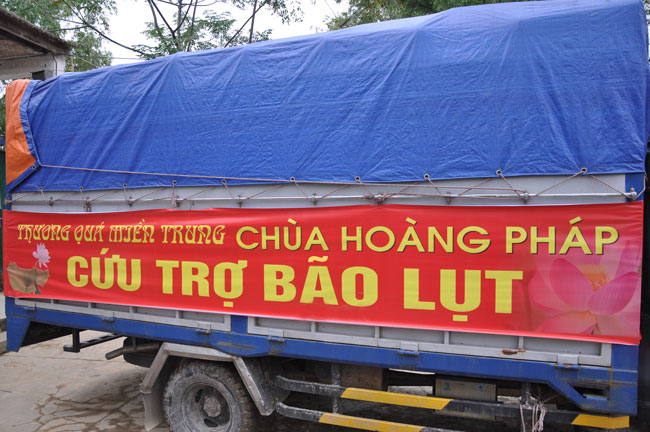 THƯƠNG QUÁ MIỀN TRUNG CHÙA HOÀNG PHÁP
CỨU TRỢ BÃO LỤT